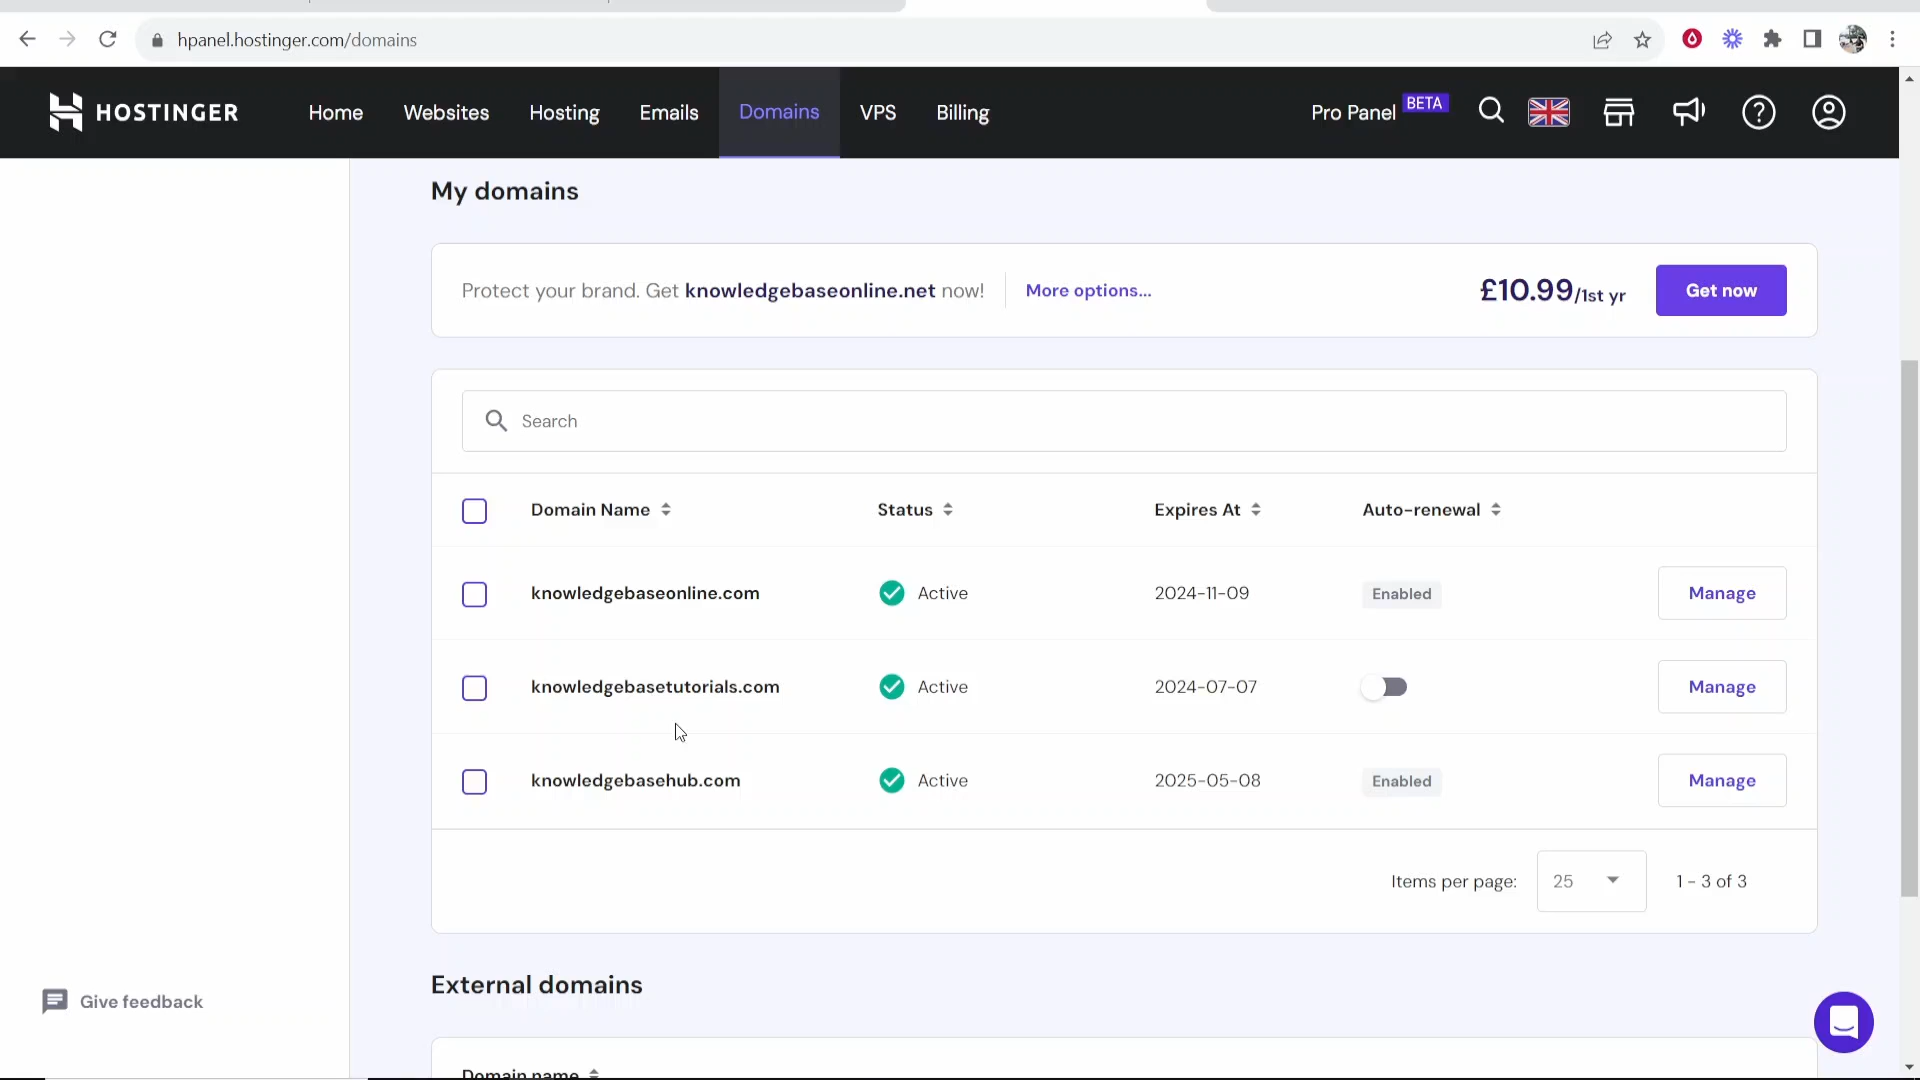 hpanel.hostinger.com/domains
HOSTINGER Home Websites Hosting Emails Domains VPS Billing Pro Panel BETA
My domains
Protect your brand. Get knowledgebaseonline.net now! More options... £10.99/1st yr Get now
Search
Domain Name Status Expires At Auto-renewal
knowledgebaseonline.com Active 2024-11-09 Enabled Manage
knowledgebasetutorials.com Active 2024-07-07 Manage
knowledgebasehub.com Active 2025-05-08 Enabled Manage
Items per page: 25 1 - 3 of 3
External domains
Give feedback
Domain name